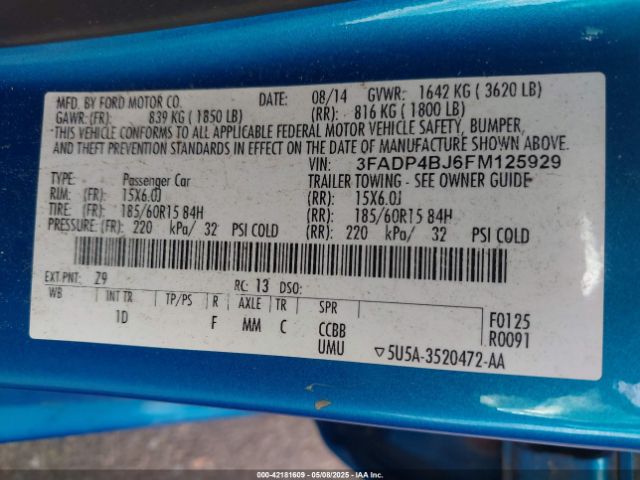 MFD. BY FORD MOTOR CO. DATE: 08/14 GVWR: 1642 KG ( 3620 LB)
GAWR: (FR): 839 KG ( 1850 LB) (RR): 816 KG ( 1800 LB)
THIS VEHICLE CONFORMS TO ALL APPLICABLE FEDERAL MOTOR VEHICLE SAFETY, BUMPER,
AND THEFT PREVENTION STANDARDS IN EFFECT ON THE DATE OF MANUFACTURE SHOWN ABOVE.
VIN: 3FADP4BJ6FM125929
TYPE: Passenger Car TRAILER TOWING - SEE OWNER GUIDE
RIM: (FR): 15X6.0J (RR): 15X6.0J
TIRE: (FR): 185/60R15 84H (RR): 185/60R15 84H
PRESSURE: (FR): 220 kPa/ 32 PSI COLD (RR): 220 kPa/ 32 PSI COLD
EXT PNT: Z9 RC: 13 DSO:
WB INT TR TP/PS R AXLE TR SPR
1D F MM C CCBB F0125
UMU R0091
▽5U5A-3520472-AA
00-42181609 - 05/08/2025 - IAA Inc.